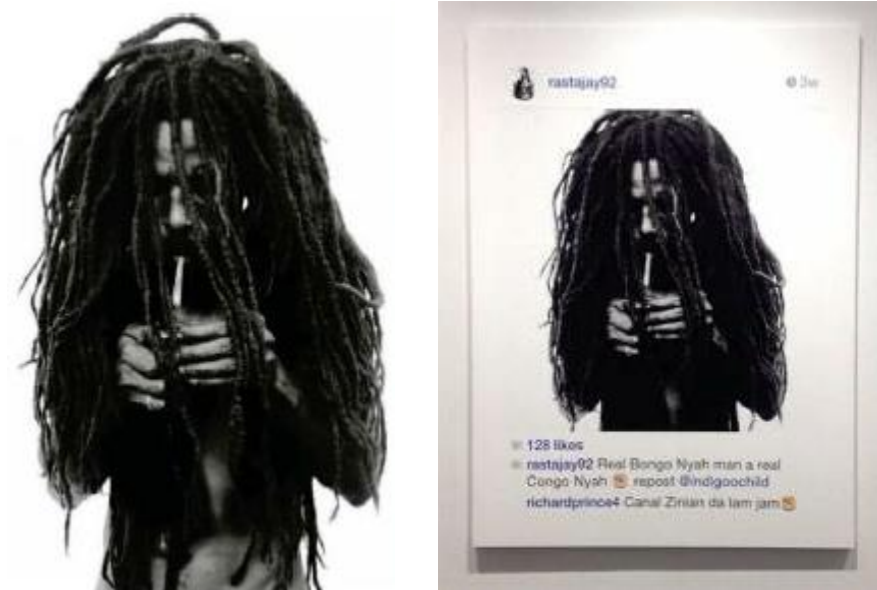 rastajay92 3w
128 likes
rastajay92 Real Bongo Nyah man a real
Congo Nyah repost @indigoochild
richardprince4 Canal Zinian da lam jam